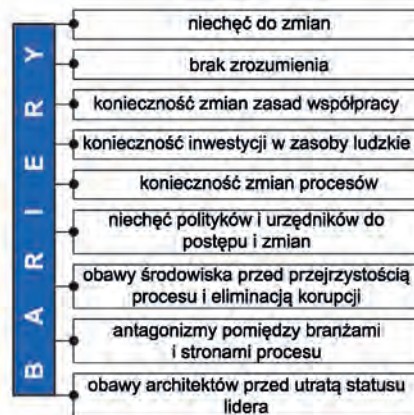 BARIERY
niechęć do zmian
brak zrozumienia
konieczność zmian zasad współpracy
konieczność inwestycji w zasoby ludzkie
konieczność zmian procesów
niechęć polityków i urzędników do
postępu i zmian
obawy środowiska przed przejrzystością
procesu i eliminacją korupcji
antagonizmy pomiędzy branżami
i stronami procesu
obawy architektów przed utratą statusu
lidera